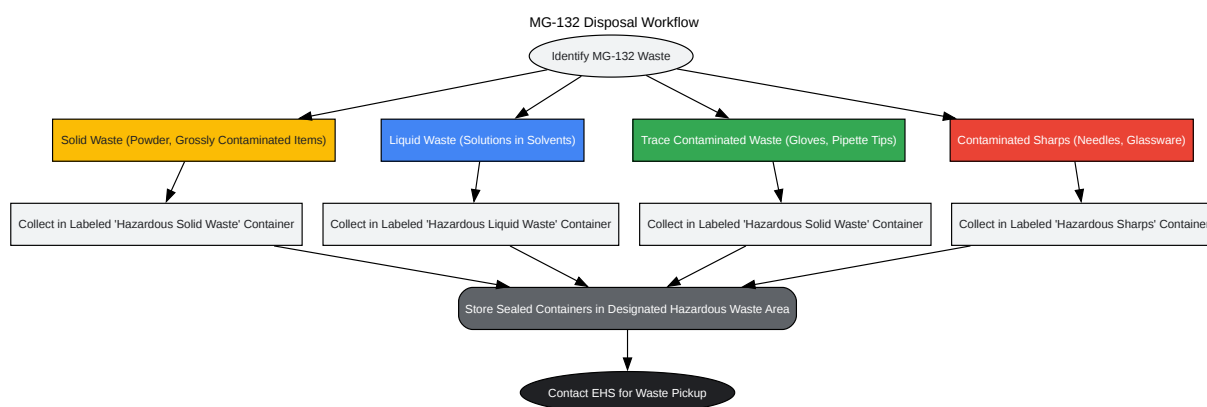 MG-132 Disposal Workflow
Identify MG-132 Waste
Solid Waste (Powder, Grossly Contaminated Items)
Liquid Waste (Solutions in Solvents)
Trace Contaminated Waste (Gloves, Pipette Tips)
Contaminated Sharps (Needles, Glassware)
Collect in Labeled 'Hazardous Solid Waste' Container
Collect in Labeled 'Hazardous Liquid Waste' Container
Collect in Labeled 'Hazardous Solid Waste' Container
Collect in Labeled 'Hazardous Sharps' Container
Store Sealed Containers in Designated Hazardous Waste Area
Contact EHS for Waste Pickup